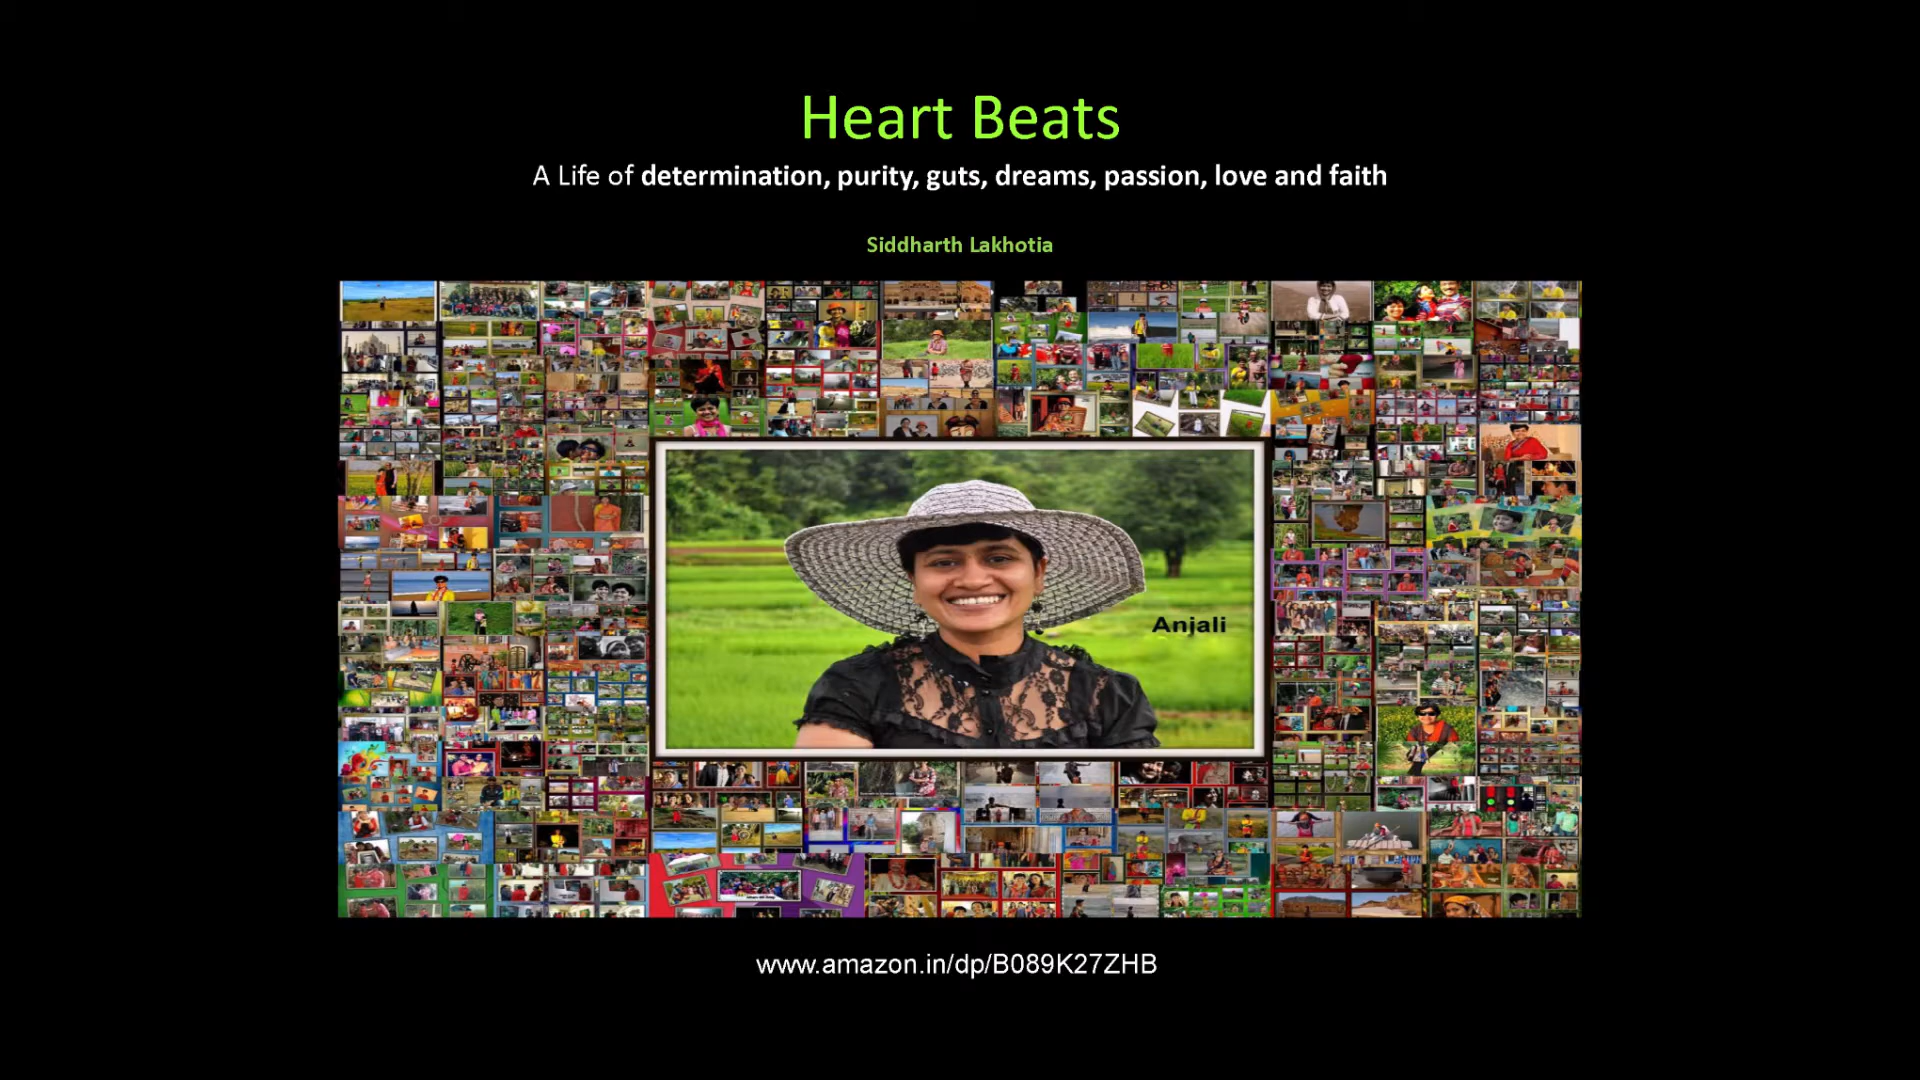 Heart Beats
A Life of determination, purity, guts, dreams, passion, love and faith
Siddharth Lakhotia
Anjali
www.amazon.in/dp/B089K27ZHB